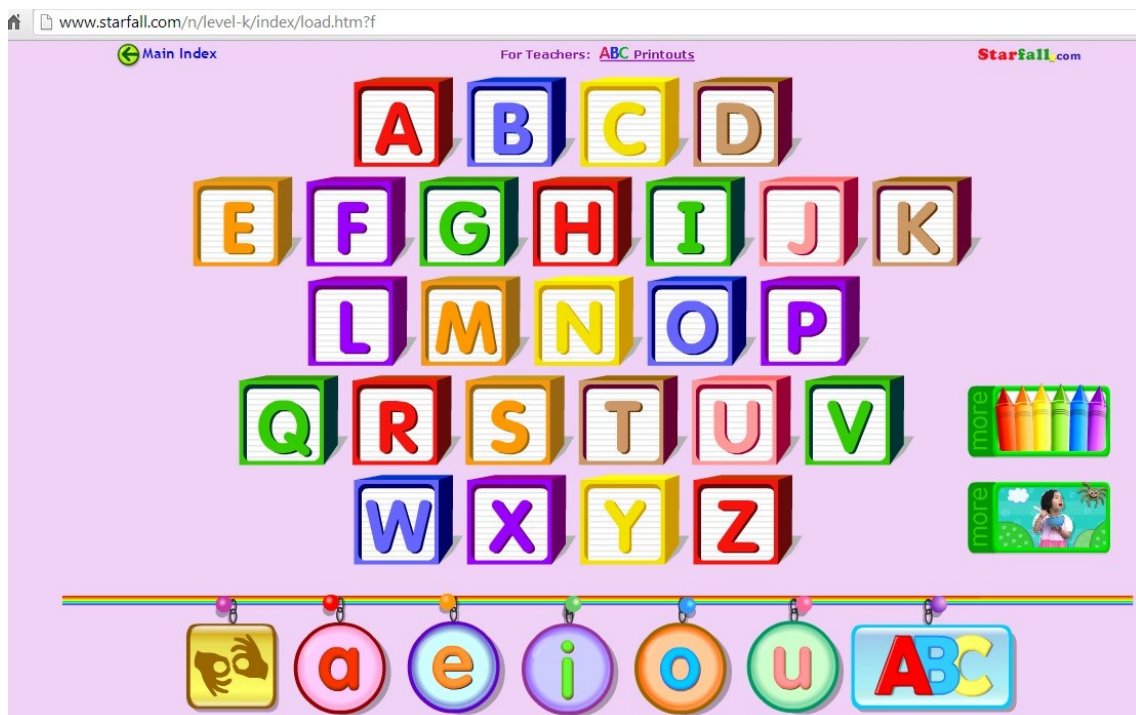 www.starfall.com/n/level-k/index/load.htm?f
Main Index For Teachers: ABC Printouts Starfall.com
A B C D
E F G H I J K
L M N O P
Q R S T U V
more
W X Y Z
more
a e i o u ABC